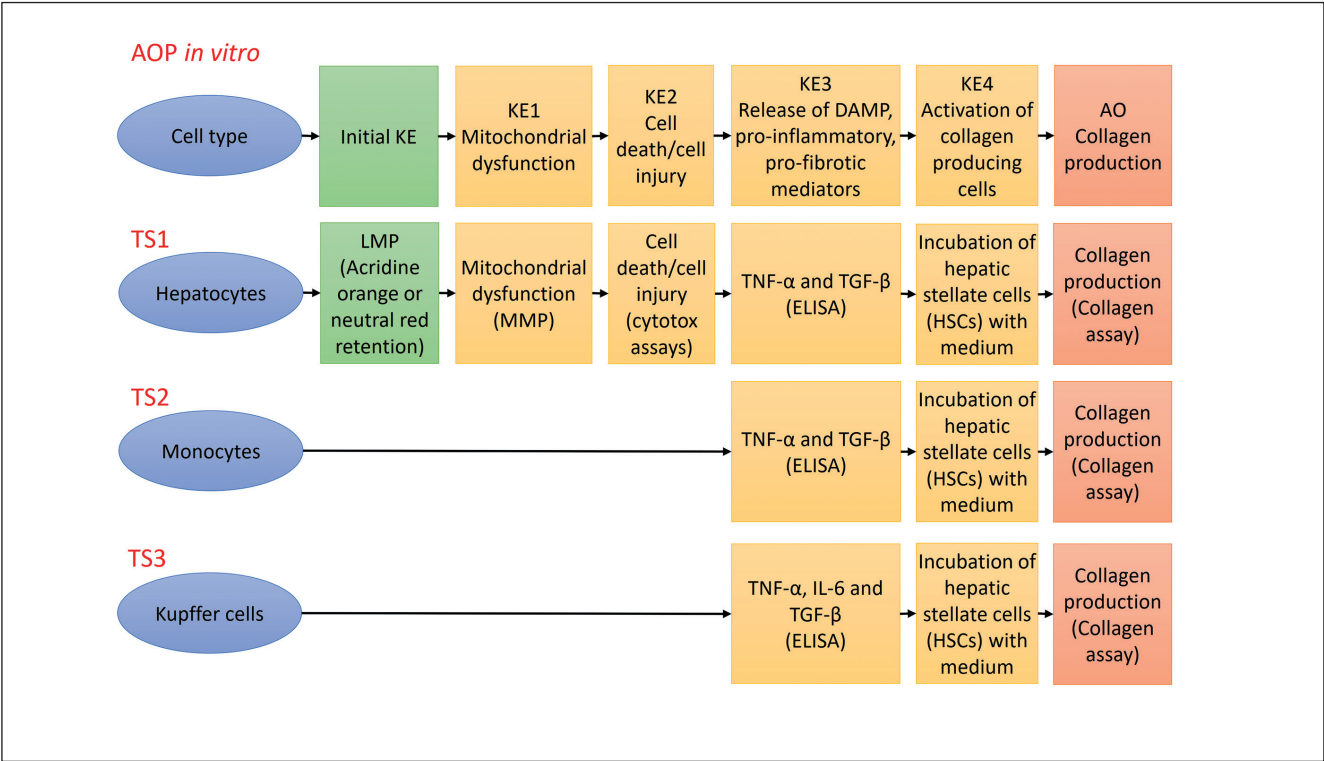 AOP in vitro
Cell type
Initial KE
KE1
Mitochondrial
dysfunction
KE2
Cell
death/cell
injury
KE3
Release of DAMP,
pro-inflammatory,
pro-fibrotic
mediators
KE4
Activation of
collagen
producing
cells
AO
Collagen
production
TS1
Hepatocytes
LMP
(Acridine
orange or
neutral red
retention)
Mitochondrial
dysfunction
(MMP)
Cell
death/cell
injury
(cytotox
assays)
TNF-α and TGF-β
(ELISA)
Incubation of
hepatic
stellate cells
(HSCs) with
medium
Collagen
production
(Collagen
assay)
TS2
Monocytes
TNF-α and TGF-β
(ELISA)
Incubation of
hepatic
stellate cells
(HSCs) with
medium
Collagen
production
(Collagen
assay)
TS3
Kupffer cells
TNF-α, IL-6 and
TGF-β
(ELISA)
Incubation of
hepatic
stellate cells
(HSCs) with
medium
Collagen
production
(Collagen
assay)